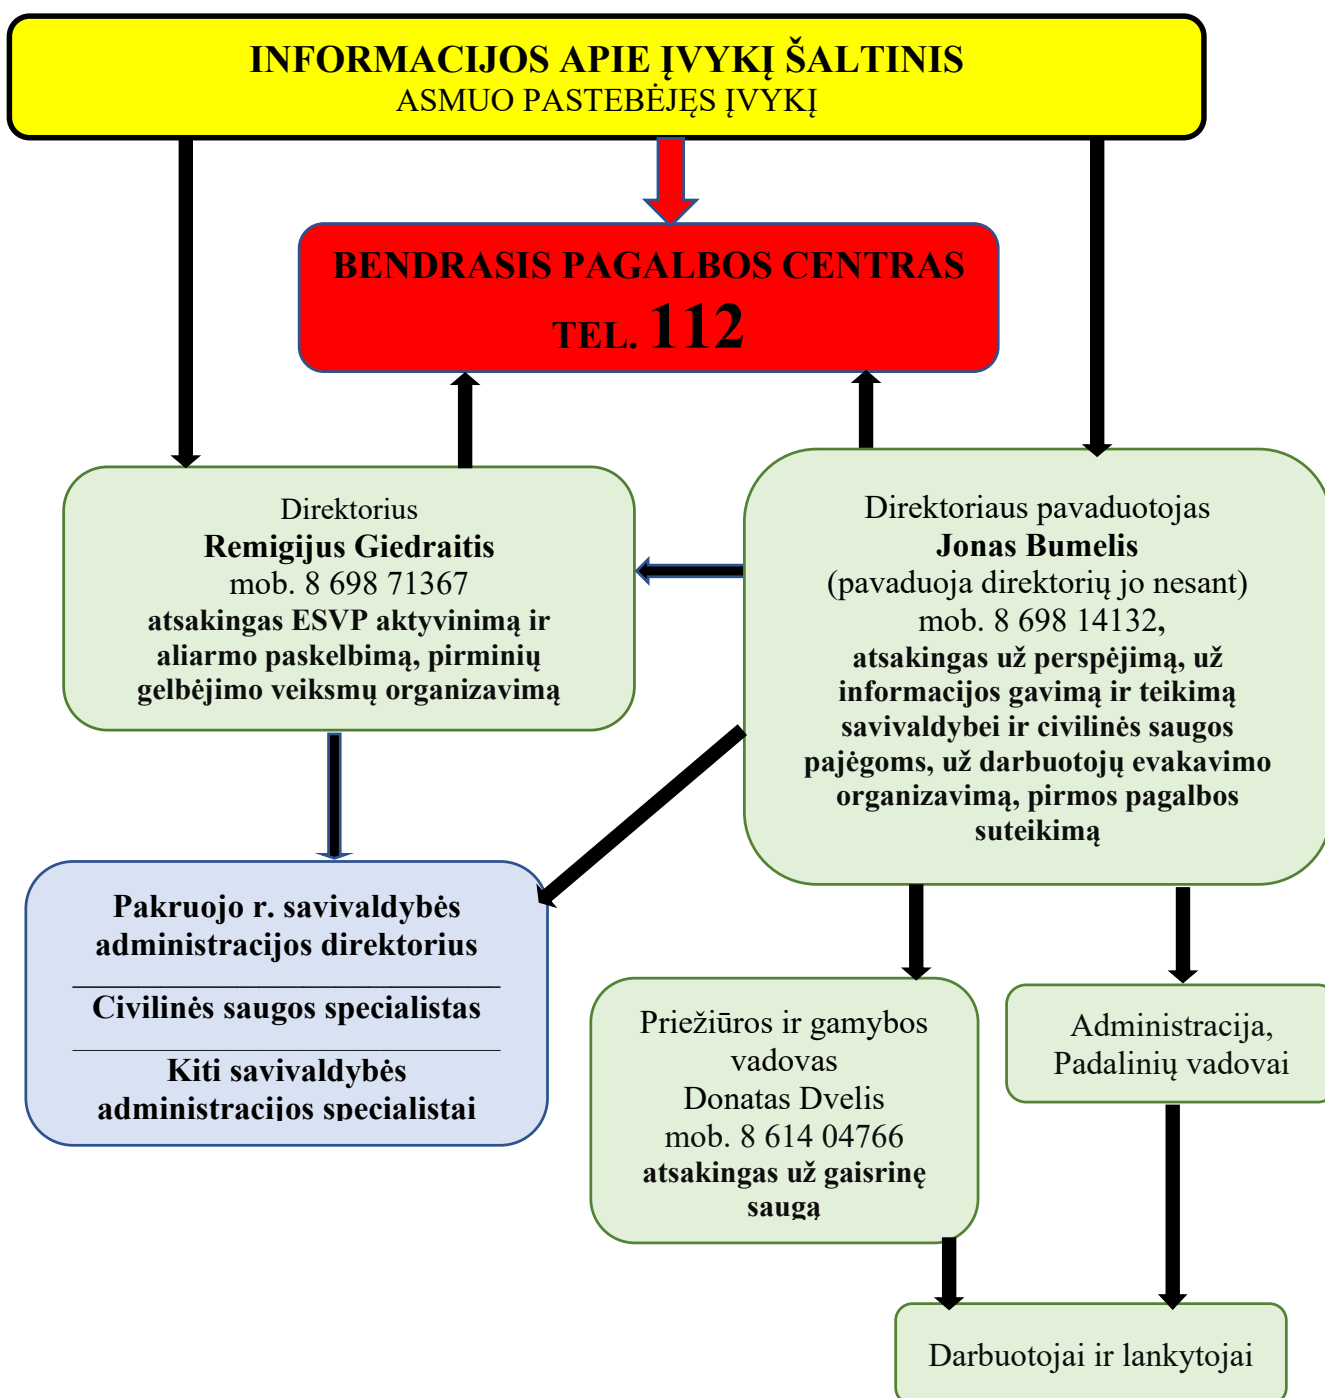 INFORMACIJOS APIE ĮVYKĮ ŠALTINIS
ASMUO PASTEBĖJĘS ĮVYKĮ
BENDRASIS PAGALBOS CENTRAS
TEL. 112
Direktorius
Remigijus Giedraitis
mob. 8 698 71367
atsakingas ESVP aktyvinimą ir
aliarmo paskelbimą, pirminių
gelbėjimo veiksmų organizavimą
Direktoriaus pavaduotojas
Jonas Bumelis
(pavaduoja direktorių jo nesant)
mob. 8 698 14132,
atsakingas už perspėjimą, už
informacijos gavimą ir teikimą
savivaldybei ir civilinės saugos
pajėgoms, už darbuotojų evakavimo
organizavimą, pirmos pagalbos
suteikimą
Pakruojo r. savivaldybės
administracijos direktorius
Civilinės saugos specialistas
Kiti savivaldybės
administracijos specialistai
Priežiūros ir gamybos
vadovas
Donatas Dvelis
mob. 8 614 04766
atsakingas už gaisrinę
saugą
Administracija,
Padalinių vadovai
Darbuotojai ir lankytojai